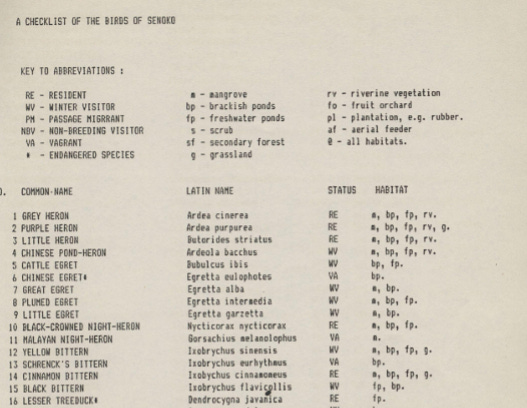 A CHECKLIST OF THE BIRDS OF SENOKO
KEY TO ABBREVIATIONS :
RE - RESIDENT m - mangrove rv - riverine vegetation
WV - WINTER VISITOR bp - brackish ponds fo - fruit orchard
PM - PASSAGE MIGRRANT fp - freshwater ponds pl - plantation, e.g. rubber.
NBV - NON-BREEDING VISITOR s - scrub af - aerial feeder
VA - VAGRANT sf - secondary forest @ - all habitats.
* - ENDANGERED SPECIES g - grassland
O. COMMON-NAME LATIN NAME STATUS HABITAT
1 GREY HERON Ardea cinerea RE m, bp, fp, rv.
2 PURPLE HERON Ardea purpurea RE m, bp, fp, rv, g.
3 LITTLE HERON Butorides striatus RE m, bp, fp, rv.
4 CHINESE POND-HERON Ardeola bacchus WV m, bp, fp, rv.
5 CATTLE EGRET Bubulcus ibis WV bp, fp.
6 CHINESE EGRET* Egretta eulophotes VA bp.
7 GREAT EGRET Egretta alba WV m, bp.
8 PLUMED EGRET Egretta intermedia WV m, bp, fp.
9 LITTLE EGRET Egretta garzetta WV m, bp.
10 BLACK-CROWNED NIGHT-HERON Nycticorax nycticorax RE m, bp, fp.
11 MALAYAN NIGHT-HERON Gorsachius melanolophus VA m.
12 YELLOW BITTERN Ixobrychus sinensis WV m, bp, fp, g.
13 SCHRENCK'S BITTERN Ixobrychus eurhythmus VA bp.
14 CINNAMON BITTERN Ixobrychus cinnamomeus RE m, bp, fp, g.
15 BLACK BITTERN Ixobrychus flavicollis WV fp, bp.
16 LESSER TREEDUCK* Dendrocygna javanica RE fp.